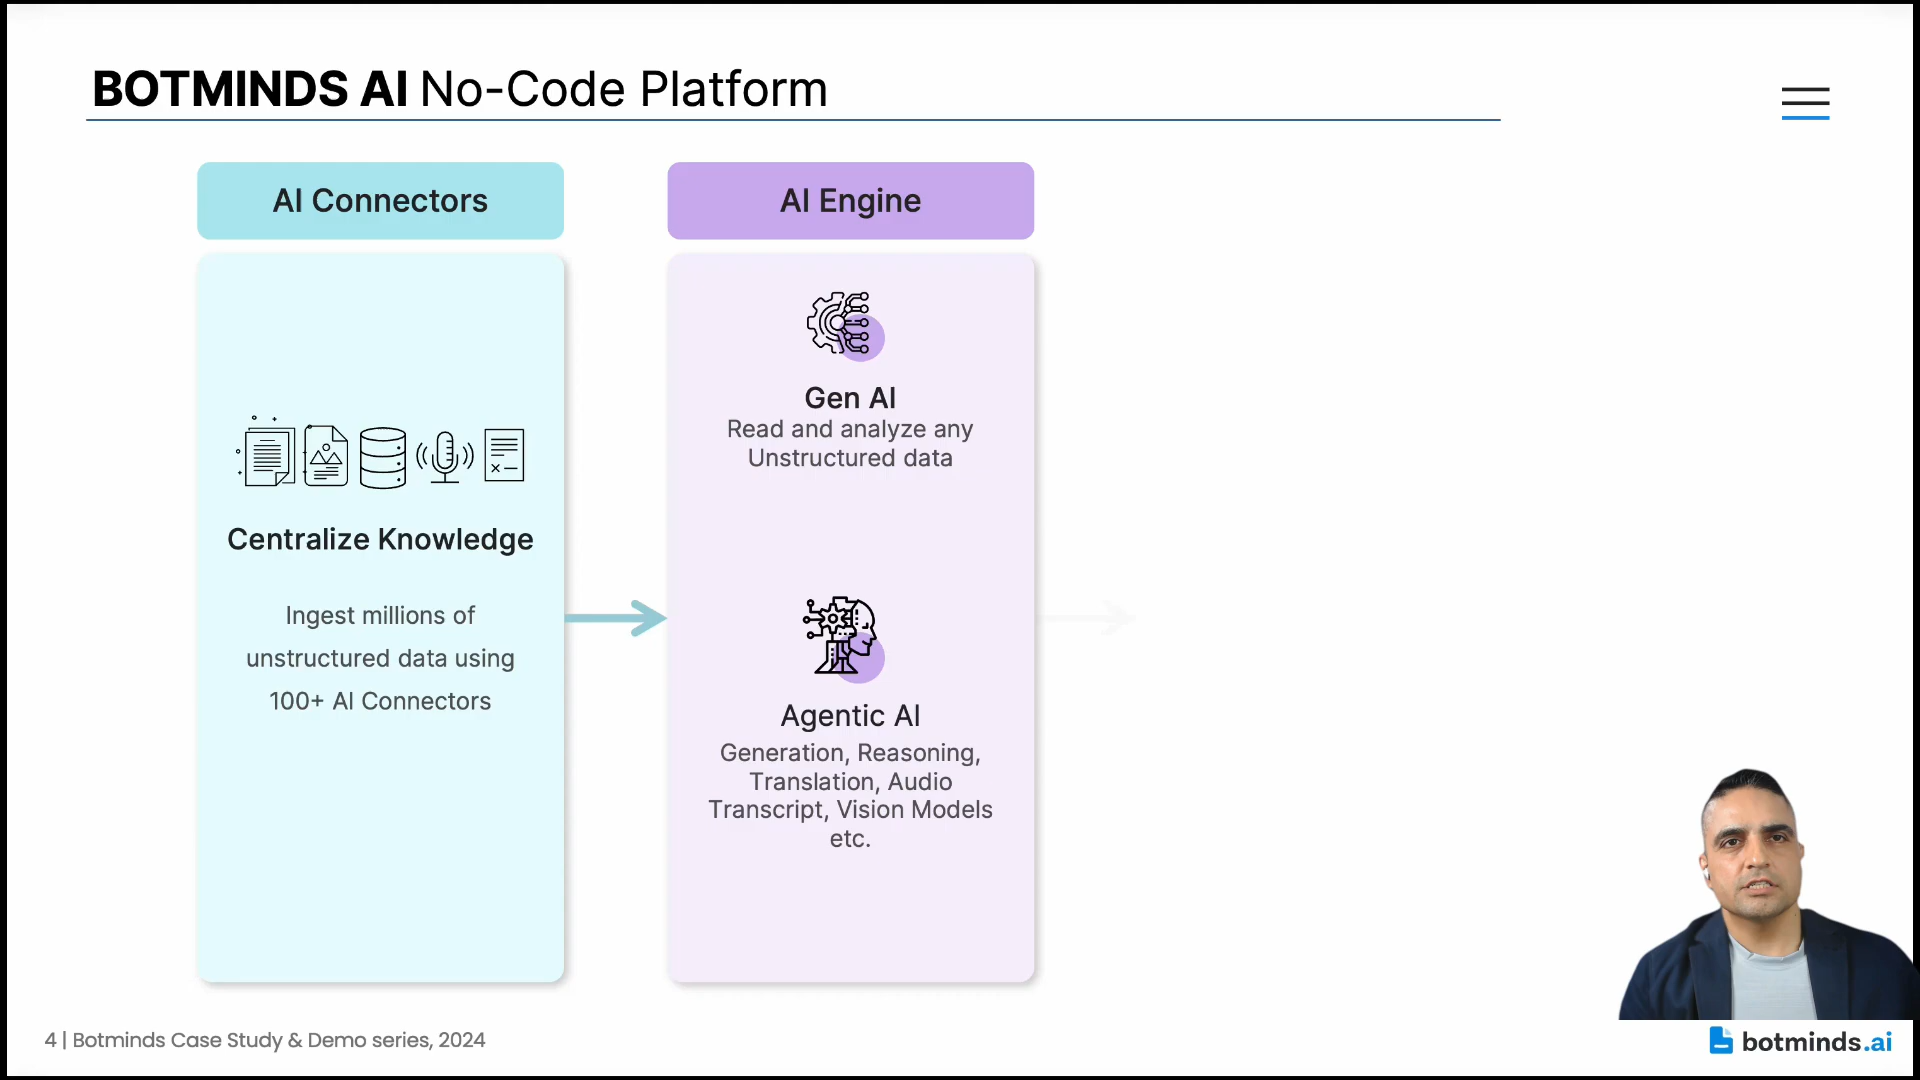 BOTMINDS AI No-Code Platform
AI Connectors
Centralize Knowledge
Ingest millions of
unstructured data using
100+ AI Connectors
AI Engine
Gen AI
Read and analyze any
Unstructured data
Agentic AI
Generation, Reasoning,
Translation, Audio
Transcript, Vision Models
etc.
4 | Botminds Case Study & Demo series, 2024
botminds.ai